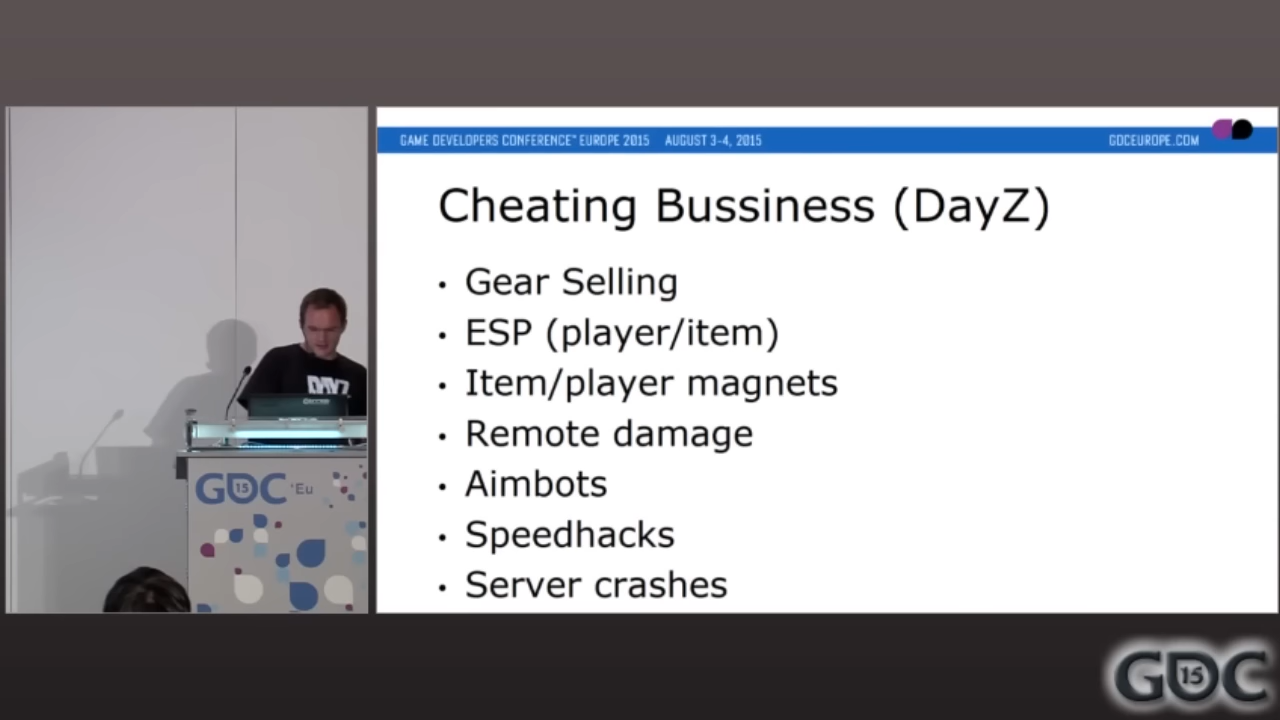 GAME DEVELOPERS CONFERENCE™ EUROPE 2015 AUGUST 3-4, 2015 GDCEUROPE.COM
Cheating Bussiness (DayZ)
• Gear Selling
• ESP (player/item)
• Item/player magnets
• Remote damage
• Aimbots
• Speedhacks
• Server crashes
DAYZ
GDC 15 'Eu
GDC 15